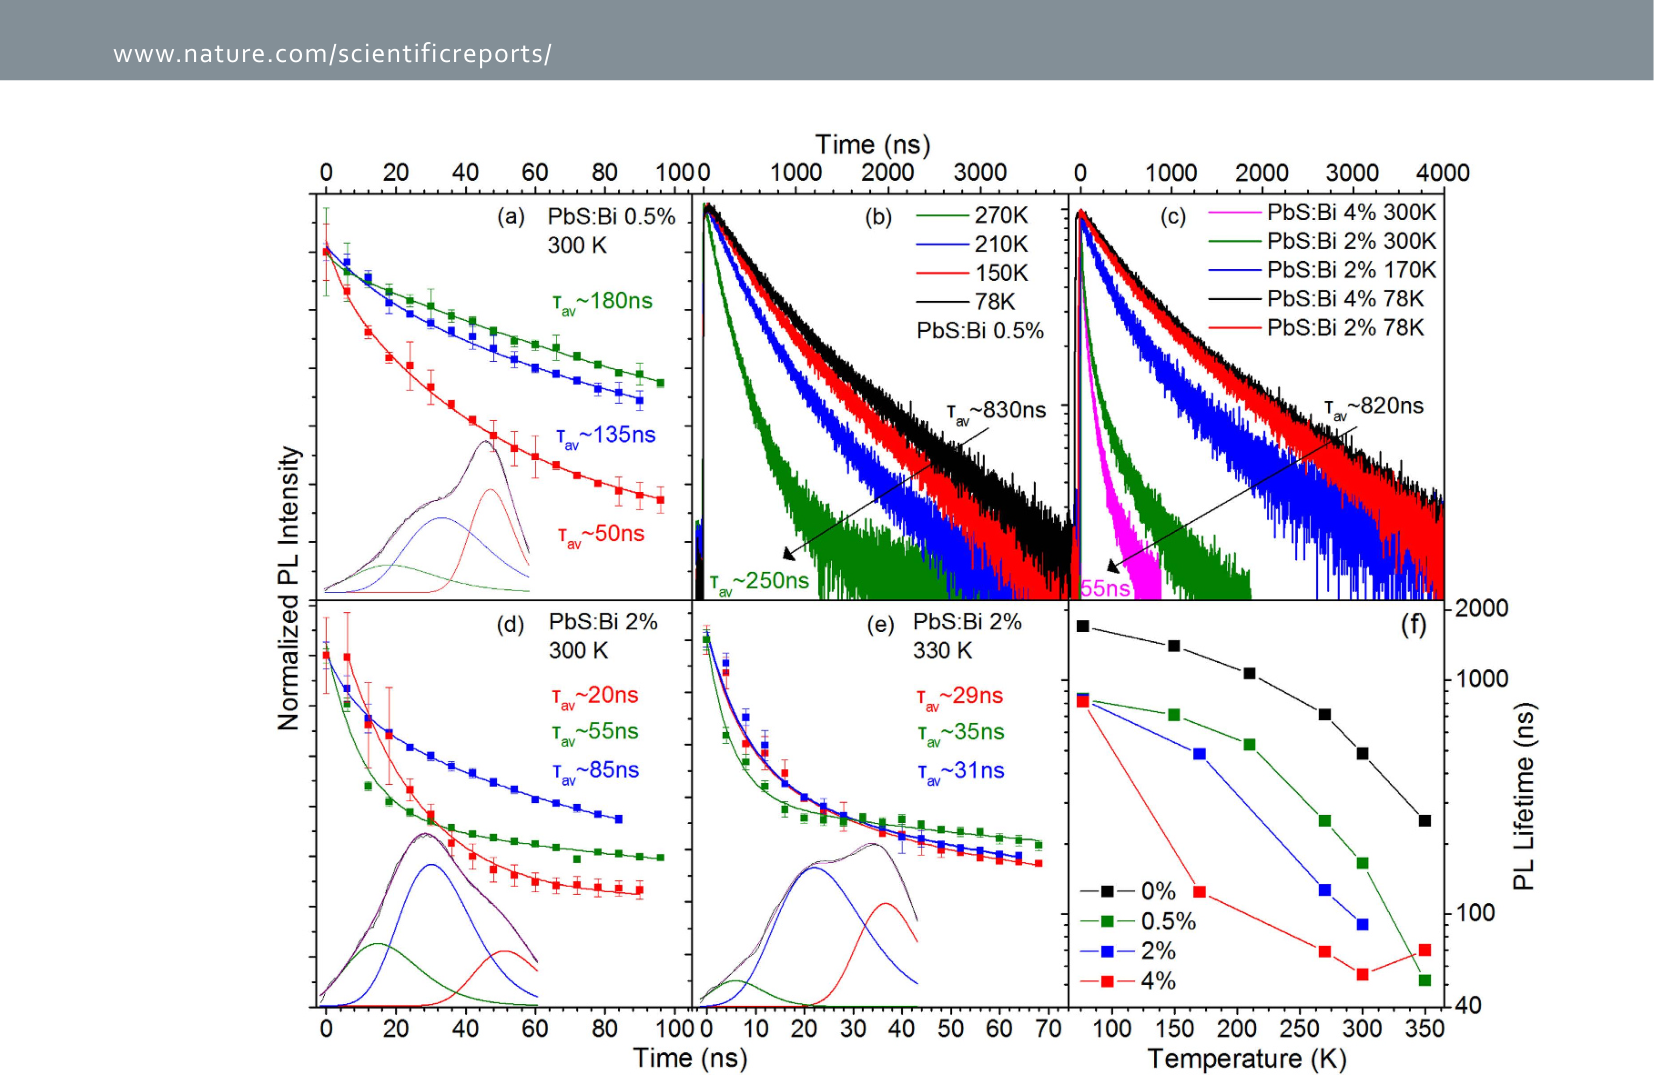 www.nature.com/scientificreports/
Time (ns)
0 20 40 60 80 100 0 1000 2000 3000 0 1000 2000 3000 4000
(a) PbS:Bi 0.5%
300 K
τav~180ns
τav~135ns
τav~50ns
(b)
270K
210K
150K
78K
PbS:Bi 0.5%
τav~830ns
τav~250ns
(c)
PbS:Bi 4% 300K
PbS:Bi 2% 300K
PbS:Bi 2% 170K
PbS:Bi 4% 78K
PbS:Bi 2% 78K
τav~820ns
55ns
Normalized PL Intensity
(d) PbS:Bi 2%
300 K
τav~20ns
τav~55ns
τav~85ns
(e) PbS:Bi 2%
330 K
τav~29ns
τav~35ns
τav~31ns
(f)
0%
0.5%
2%
4%
2000
1000
100
40
PL Lifetime (ns)
0 20 40 60 80 100 0 10 20 30 40 50 60 70 100 150 200 250 300 350
Time (ns)
Temperature (K)